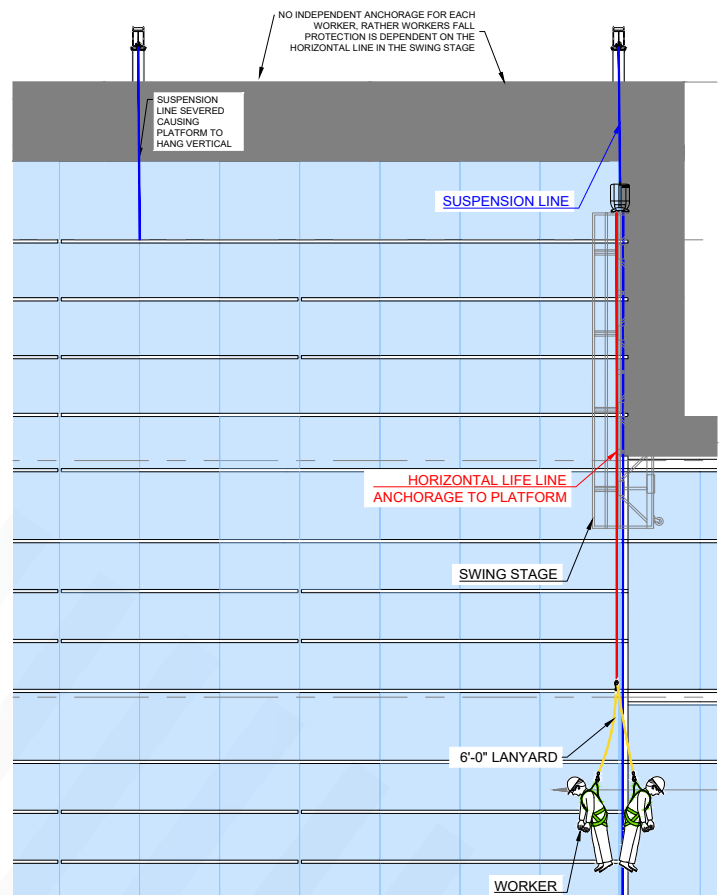 NO INDEPENDENT ANCHORAGE FOR EACH
WORKER, RATHER WORKERS FALL
PROTECTION IS DEPENDENT ON THE
HORIZONTAL LINE IN THE SWING STAGE
SUSPENSION
LINE SEVERED
CAUSING
PLATFORM TO
HANG VERTICAL
SUSPENSION LINE
HORIZONTAL LIFE LINE
ANCHORAGE TO PLATFORM
SWING STAGE
6'-0" LANYARD
WORKER